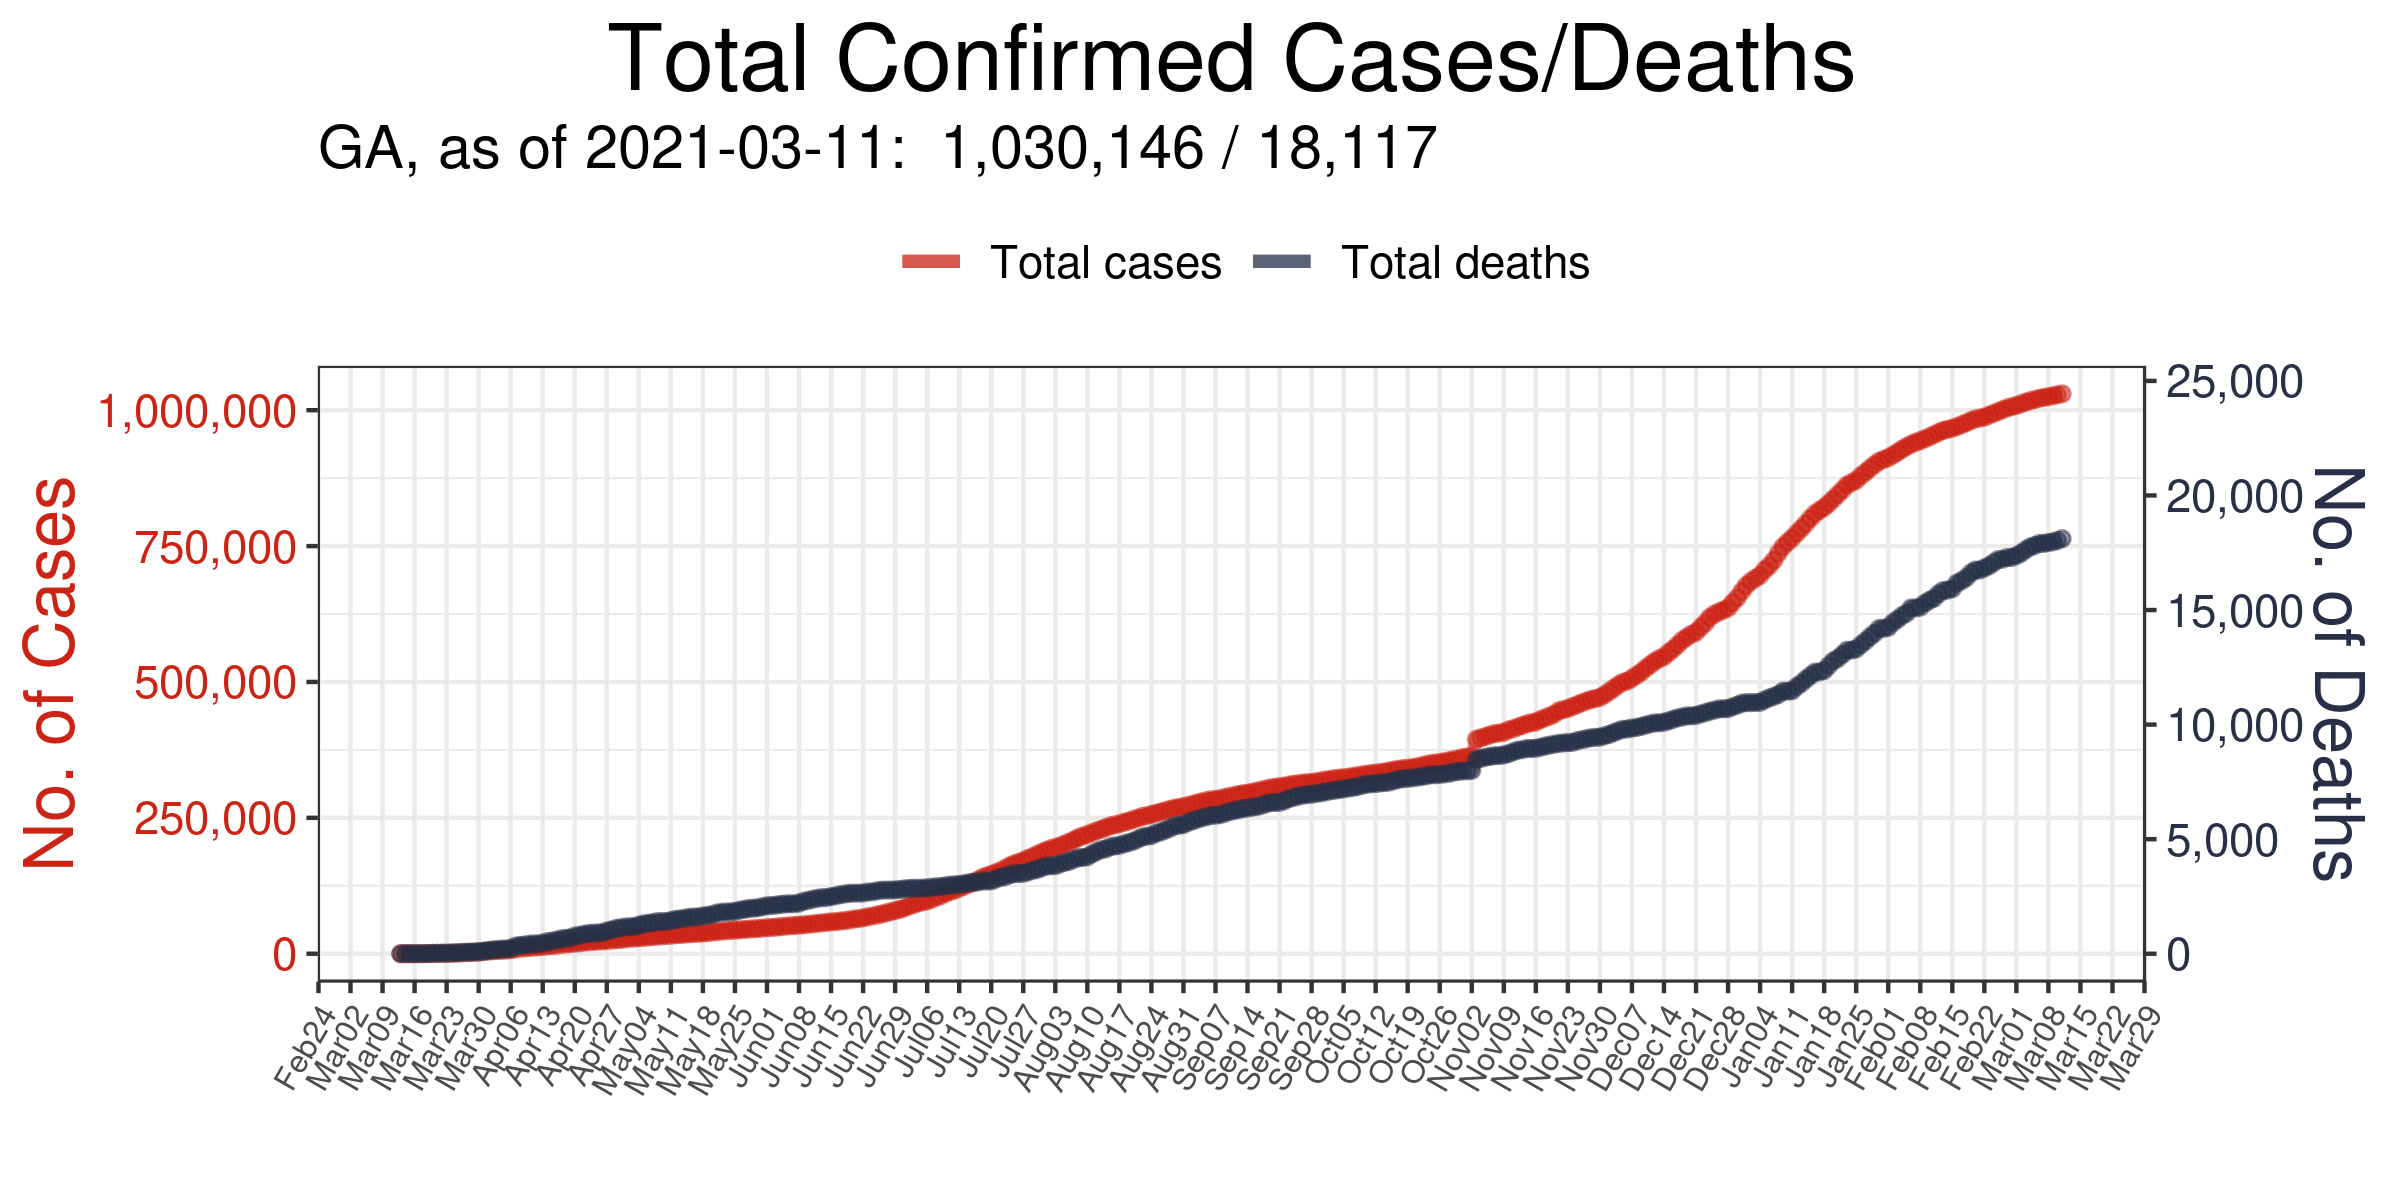 Total Confirmed Cases/Deaths
GA, as of 2021-03-11: 1,030,146 / 18,117
Total cases
Total deaths
No. of Cases
1,000,000
750,000
500,000
250,000
0
25,000
20,000
15,000
10,000
5,000
0
No. of Deaths
Feb24
Mar02
Mar09
Mar16
Mar23
Mar30
Apr06
Apr13
Apr20
Apr27
May04
May11
May18
May25
Jun01
Jun08
Jun15
Jun22
Jun29
Jul06
Jul13
Jul20
Jul27
Aug03
Aug10
Aug17
Aug24
Aug31
Sep07
Sep14
Sep21
Sep28
Oct05
Oct12
Oct19
Oct26
Nov02
Nov09
Nov16
Nov23
Nov30
Dec07
Dec14
Dec21
Dec28
Jan04
Jan11
Jan18
Jan25
Feb01
Feb08
Feb15
Feb22
Mar01
Mar08
Mar15
Mar22
Mar29